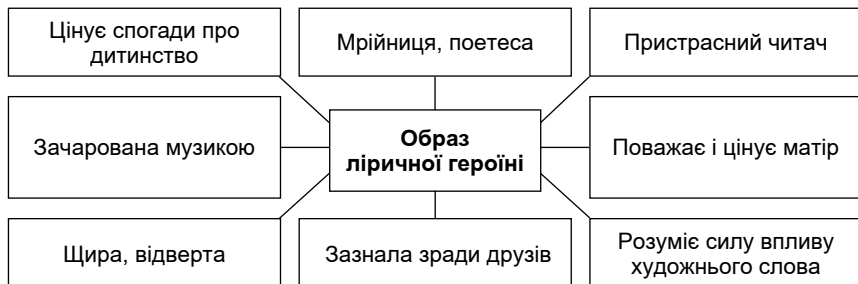 Цінує спогади про
дитинство
Мрійниця, поетеса
Пристрасний читач
Зачарована музикою
Образ
ліричної героїні
Поважає і цінує матір
Щира, відверта
Зазнала зради друзів
Розуміє силу впливу
художнього слова